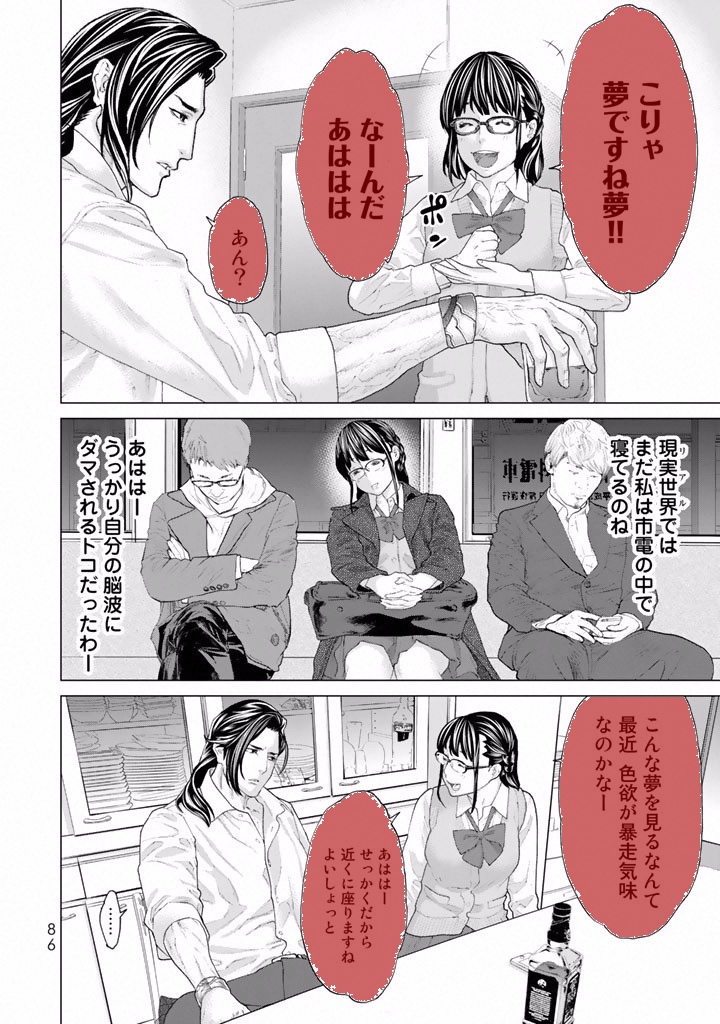 こりゃ
夢ですね夢!!
なーんだ
あははは
ポン
あん?
現実世界では
リアル
まだ私は市電の中で
寝てるのね
あははー
うっかり自分の脳波に
ダマされるトコだったわー
こんな夢を見るなんて
最近 色欲が暴走気味
なのかなー
あははー
せっかくだから
近くに座りますね
よいしょっと
……
86